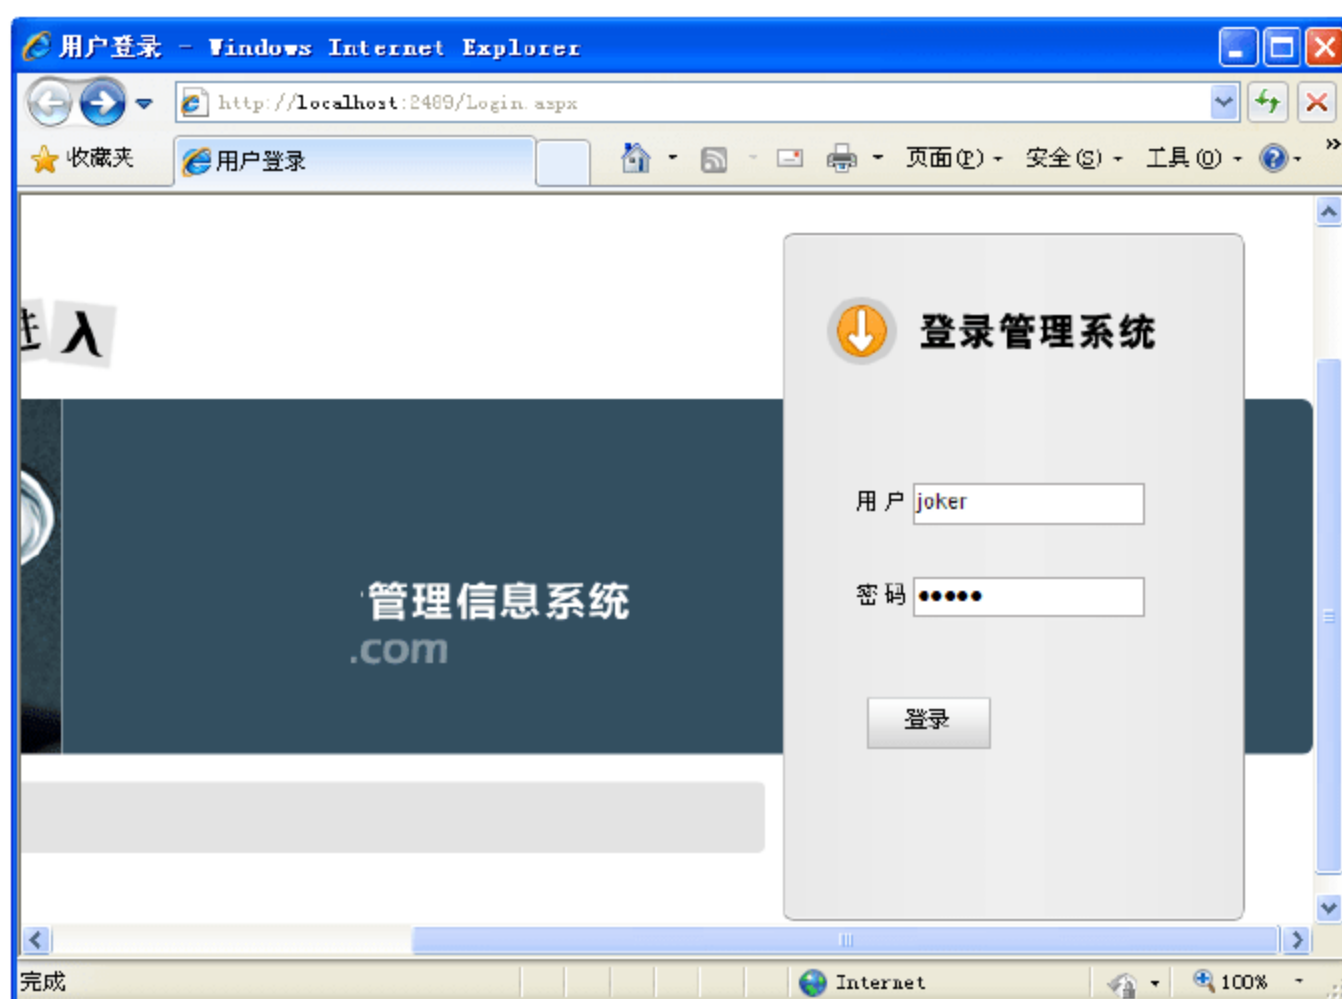 用户登录 - Windows Internet Explorer
http://localhost:2489/Login.aspx
收藏夹
用户登录
页面(P)
安全(S)
工具(O)
»
进入
登录管理系统
用户 joker
管理信息系统
.com
密码 •••••
登录
完成
Internet
100%